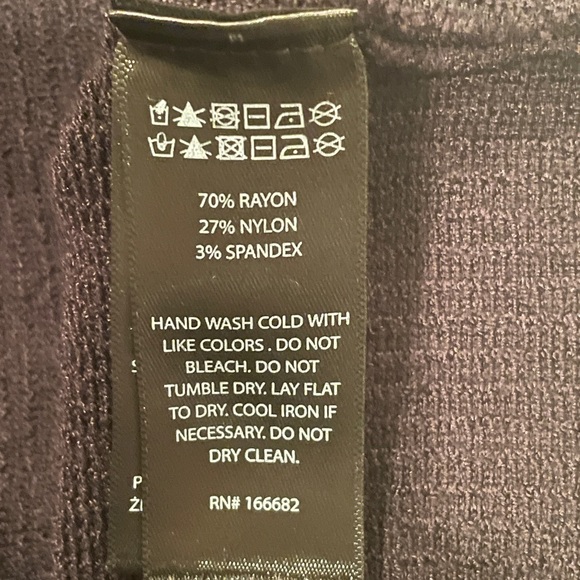 70% RAYON
27% NYLON
3% SPANDEX
HAND WASH COLD WITH
LIKE COLORS . DO NOT
BLEACH. DO NOT
TUMBLE DRY. LAY FLAT
TO DRY. COOL IRON IF
NECESSARY. DO NOT
DRY CLEAN.
RN# 166682